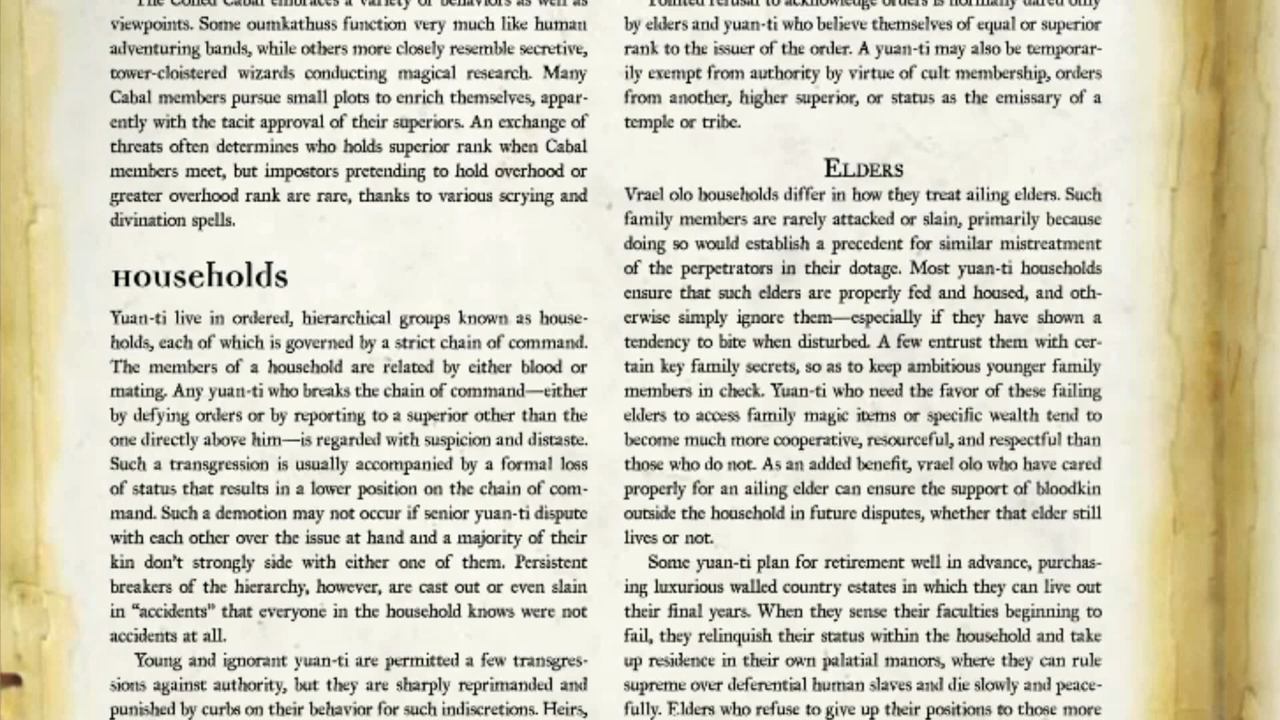 The Coiled Cabal embraces a variety of behaviors as well as
viewpoints. Some oumkathuss function very much like human
adventuring bands, while others more closely resemble secretive,
tower-cloistered wizards conducting magical research. Many
Cabal members pursue small plots to enrich themselves, appar-
ently with the tacit approval of their superiors. An exchange of
threats often determines who holds superior rank when Cabal
members meet, but impostors pretending to hold overhood or
greater overhood rank are rare, thanks to various scrying and
divination spells.
Households
Yuan-ti live in ordered, hierarchical groups known as house-
holds, each of which is governed by a strict chain of command.
The members of a household are related by either blood or
mating. Any yuan-ti who breaks the chain of command—either
by defying orders or by reporting to a superior other than the
one directly above him—is regarded with suspicion and distaste.
Such a transgression is usually accompanied by a formal loss
of status that results in a lower position on the chain of com-
mand. Such a demotion may not occur if senior yuan-ti dispute
with each other over the issue at hand and a majority of their
kin don't strongly side with either one of them. Persistent
breakers of the hierarchy, however, are cast out or even slain
in “accidents” that everyone in the household knows were not
accidents at all.
Young and ignorant yuan-ti are permitted a few transgres-
sions against authority, but they are sharply reprimanded and
punished by curbs on their behavior for such indiscretions. Heirs,
Pointed refusal to acknowledge orders is normally dared only
by elders and yuan-ti who believe themselves of equal or superior
rank to the issuer of the order. A yuan-ti may also be temporar-
ily exempt from authority by virtue of cult membership, orders
from another, higher superior, or status as the emissary of a
temple or tribe.
Elders
Vrael olo households differ in how they treat ailing elders. Such
family members are rarely attacked or slain, primarily because
doing so would establish a precedent for similar mistreatment
of the perpetrators in their dotage. Most yuan-ti households
ensure that such elders are properly fed and housed, and oth-
erwise simply ignore them—especially if they have shown a
tendency to bite when disturbed. A few entrust them with cer-
tain key family secrets, so as to keep ambitious younger family
members in check. Yuan-ti who need the favor of these failing
elders to access family magic items or specific wealth tend to
become much more cooperative, resourceful, and respectful than
those who do not. As an added benefit, vrael olo who have cared
properly for an ailing elder can ensure the support of bloodkin
outside the household in future disputes, whether that elder still
lives or not.
Some yuan-ti plan for retirement well in advance, purchas-
ing luxurious walled country estates in which they can live out
their final years. When they sense their faculties beginning to
fail, they relinquish their status within the household and take
up residence in their own palatial manors, where they can rule
supreme over deferential human slaves and die slowly and peace-
fully. Elders who refuse to give up their positions to those more